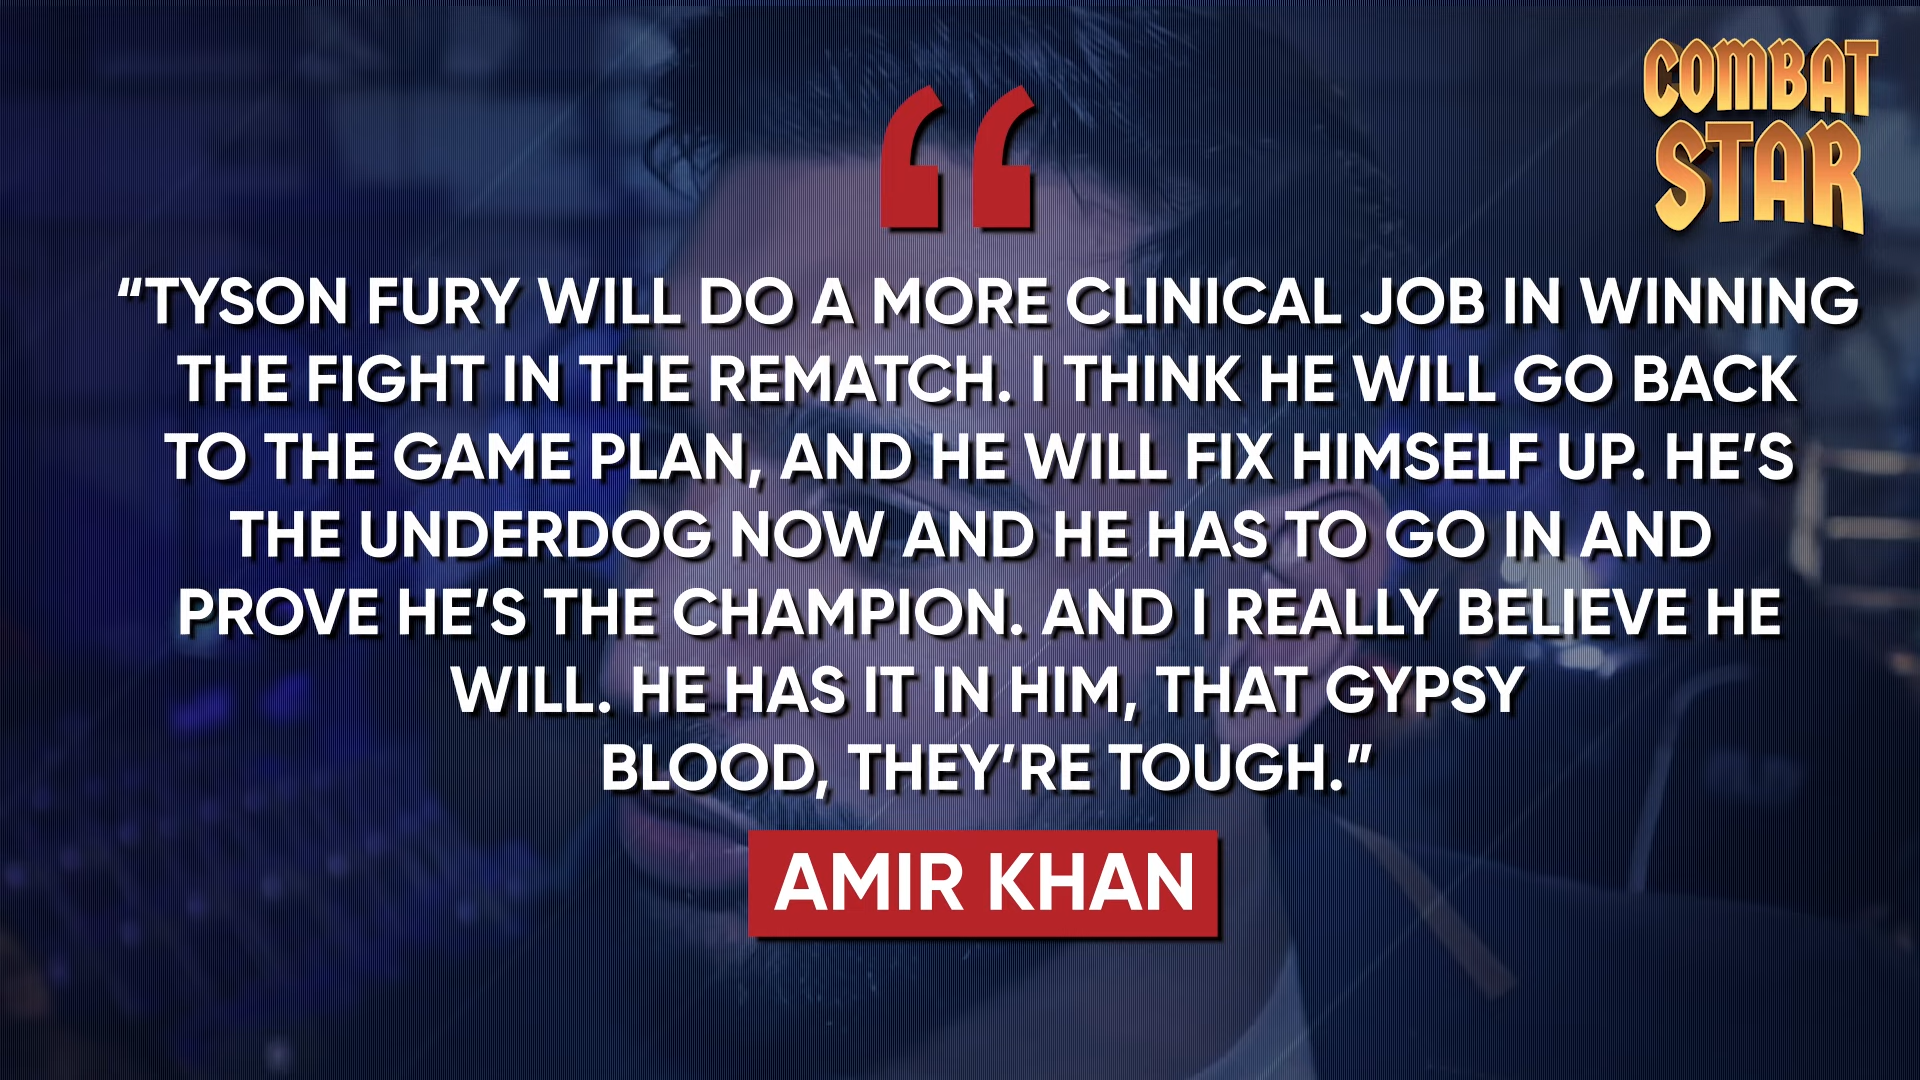 COMBAT
STAR
“TYSON FURY WILL DO A MORE CLINICAL JOB IN WINNING
THE FIGHT IN THE REMATCH. I THINK HE WILL GO BACK
TO THE GAME PLAN, AND HE WILL FIX HIMSELF UP. HE’S
THE UNDERDOG NOW AND HE HAS TO GO IN AND
PROVE HE’S THE CHAMPION. AND I REALLY BELIEVE HE
WILL. HE HAS IT IN HIM, THAT GYPSY
BLOOD, THEY’RE TOUGH.”
AMIR KHAN